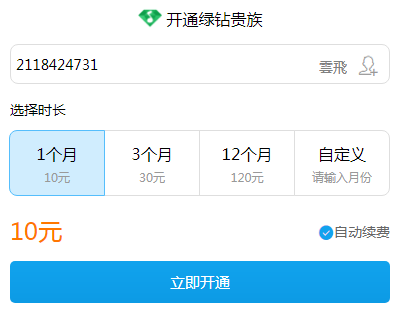 开通绿钻贵族
2118424731 雲飛
选择时长
1个月 3个月 12个月 自定义
10元 30元 120元 请输入月份
10元 自动续费
立即开通